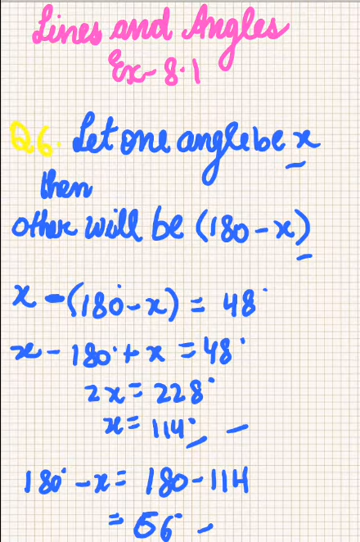 Lines and Angles
Ex-8.1
Q6. Let one angle be x
then
other will be (180-x)
x-(180°-x) = 48°
x-180°+x = 48°
2x = 228°
x = 114°
180°-x = 180-114
= 66°